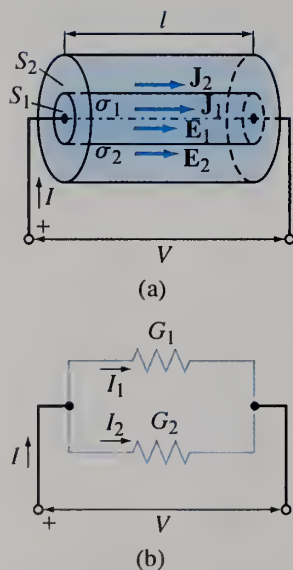 l
S₂
S₁
σ₁
σ₂
J₂
J₁
E₁
E₂
I
+
V
(a)
G₁
I₁
I₂
G₂
I
+
V
(b)